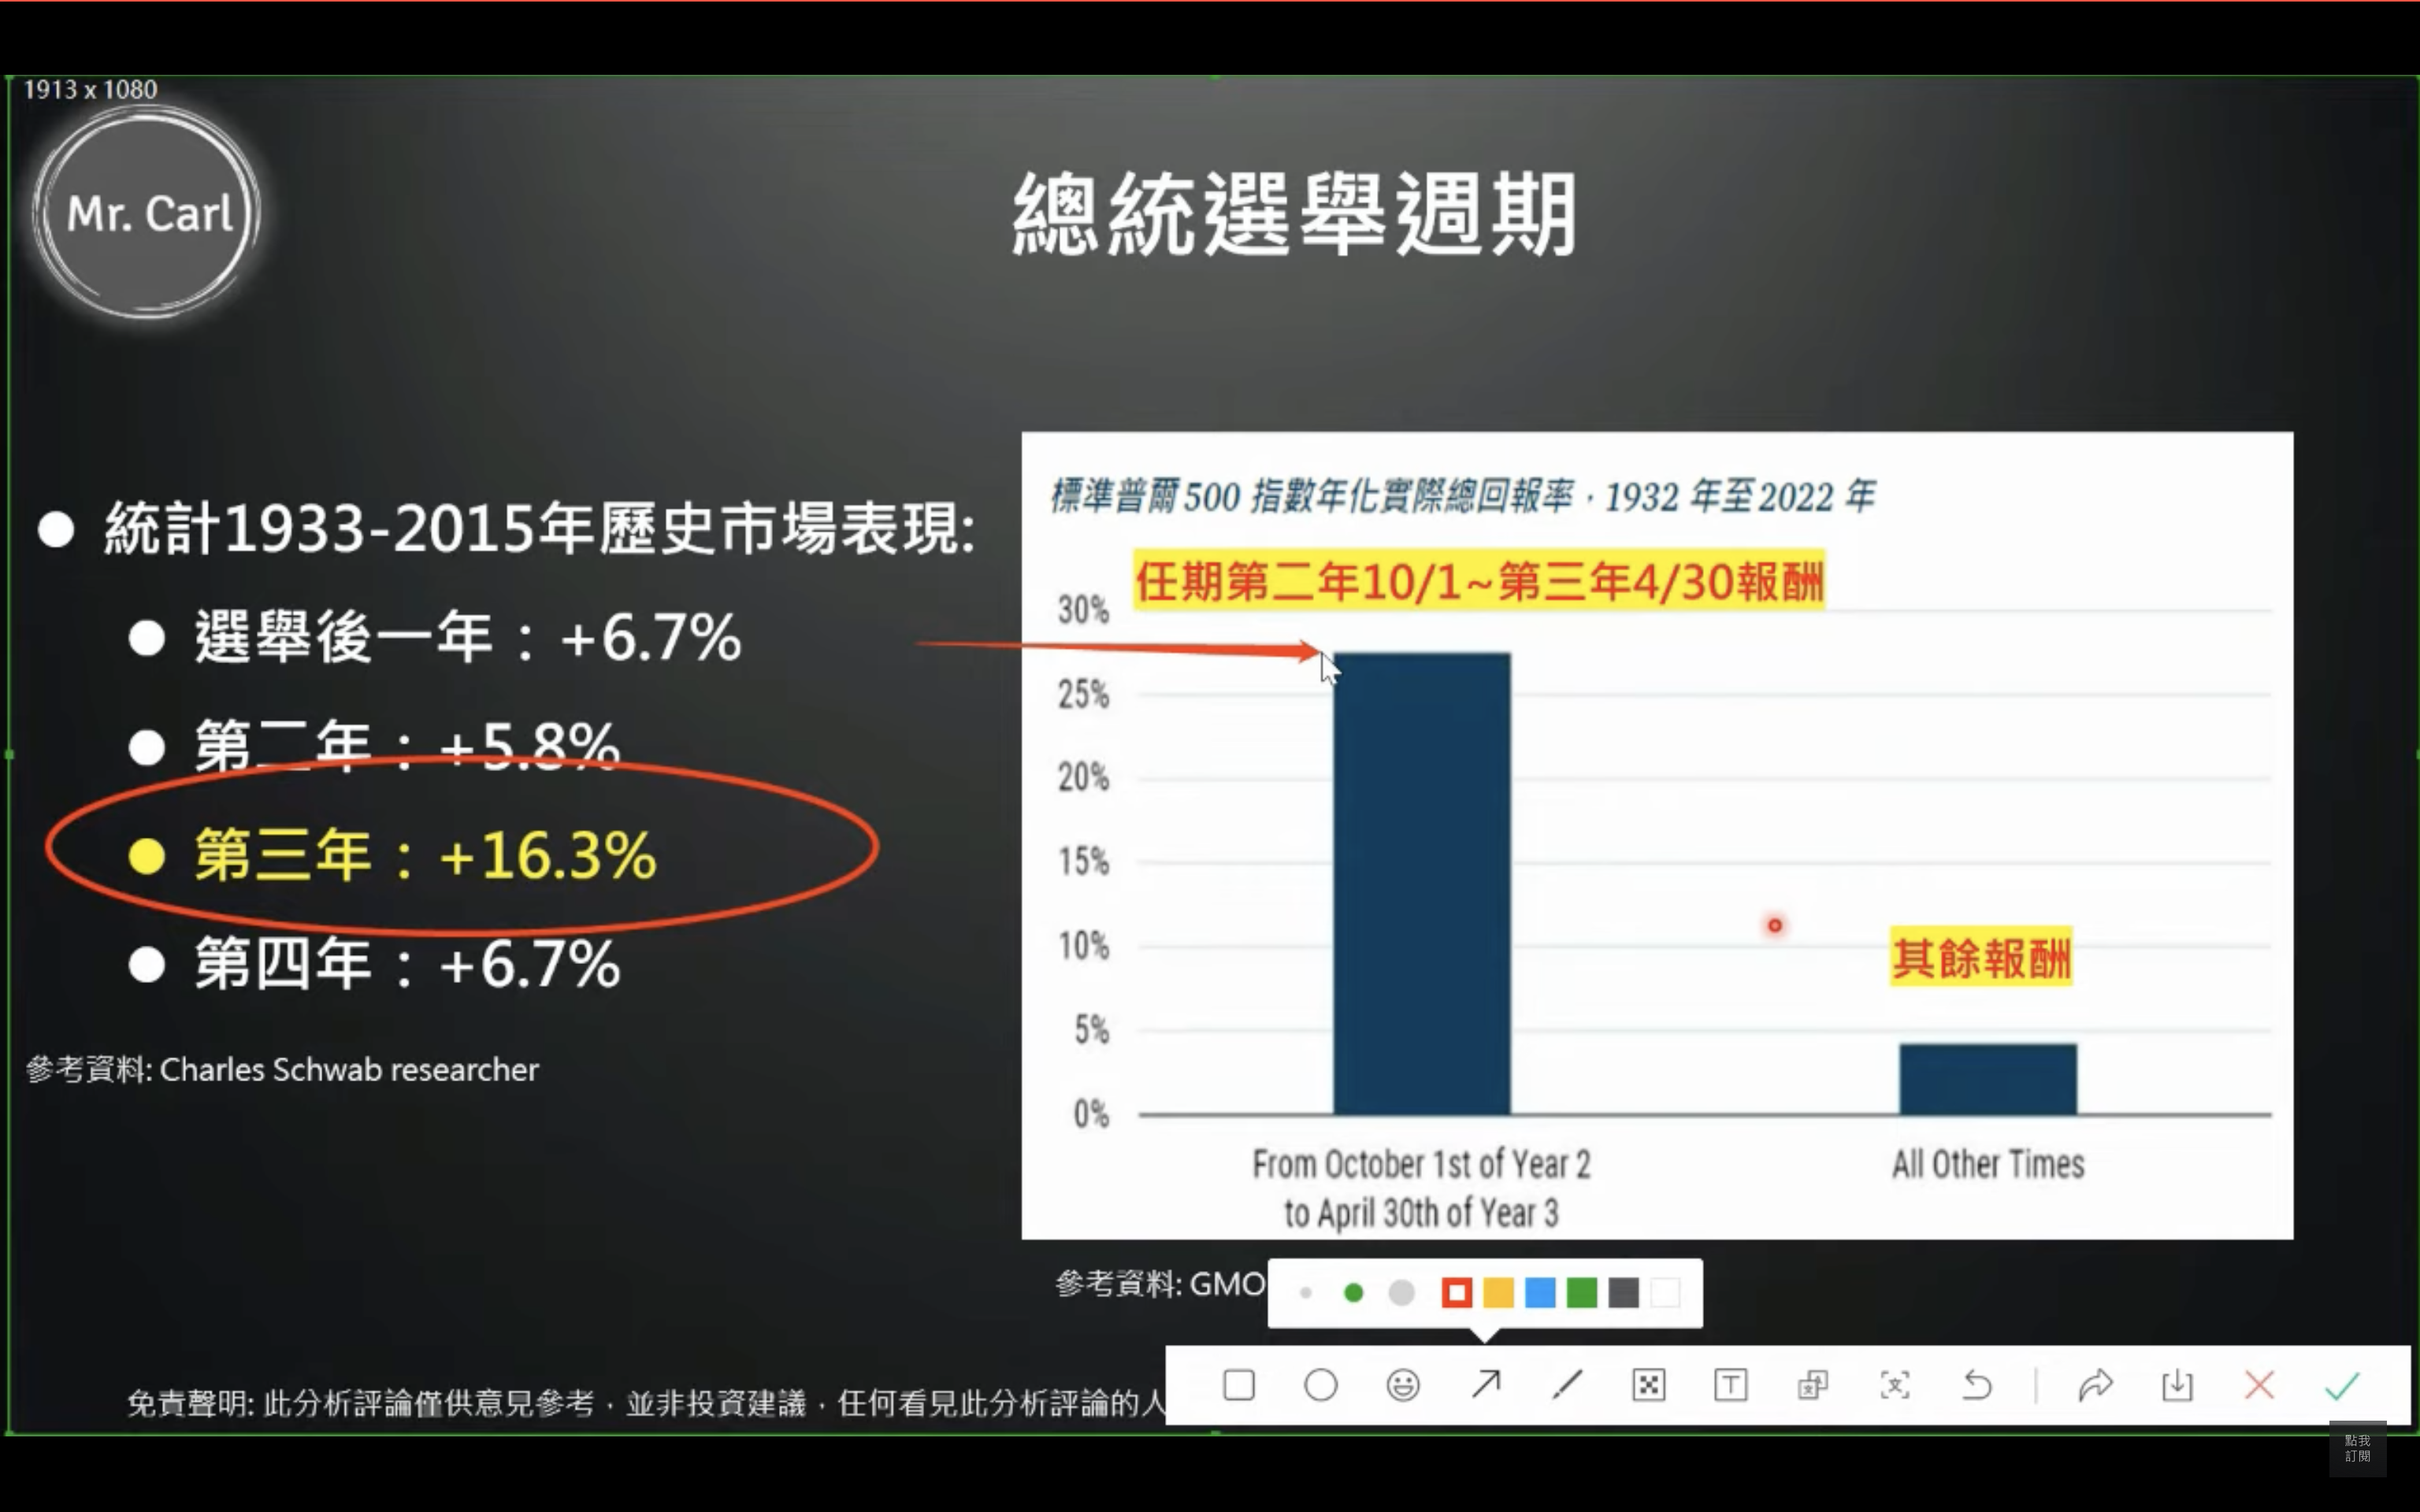 1913 x 1080
Mr. Carl
總統選舉週期
統計1933-2015年歷史市場表現:
選舉後一年：+6.7%
第二年：+5.8%
第三年：+16.3%
第四年：+6.7%
參考資料: Charles Schwab researcher
標準普爾 500 指數年化實際總回報率，1932 年至 2022 年
任期第二年10/1~第三年4/30報酬
30%
25%
20%
15%
10%
5%
0%
其餘報酬
From October 1st of Year 2
to April 30th of Year 3
All Other Times
參考資料: GMO
免責聲明: 此分析評論僅供意見參考，並非投資建議，任何看見此分析評論的人
點我
訂閱